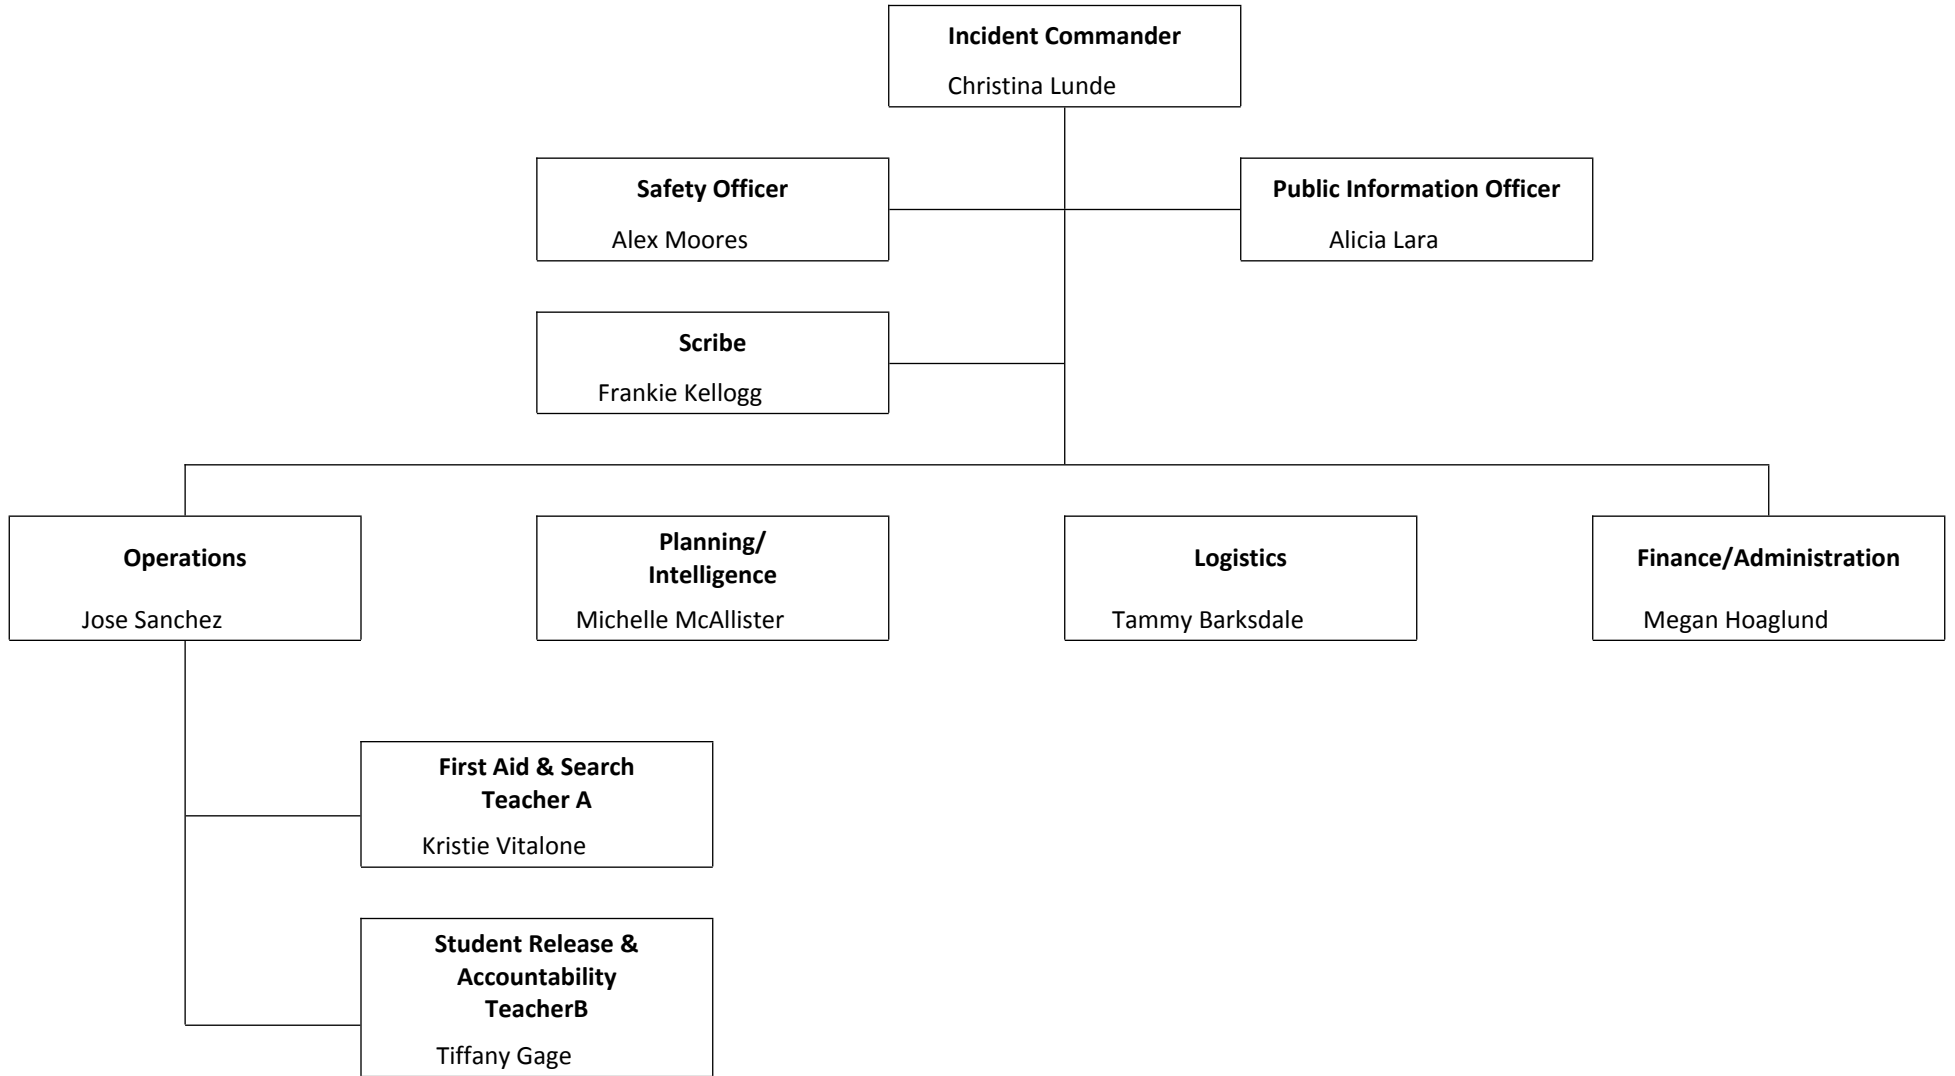 Incident Commander
Christina Lunde
Safety Officer
Alex Moores
Public Information Officer
Alicia Lara
Scribe
Frankie Kellogg
Operations
Jose Sanchez
Planning/
Intelligence
Michelle McAllister
Logistics
Tammy Barksdale
Finance/Administration
Megan Hoaglund
First Aid & Search
Teacher A
Kristie Vitalone
Student Release &
Accountability
TeacherB
Tiffany Gage